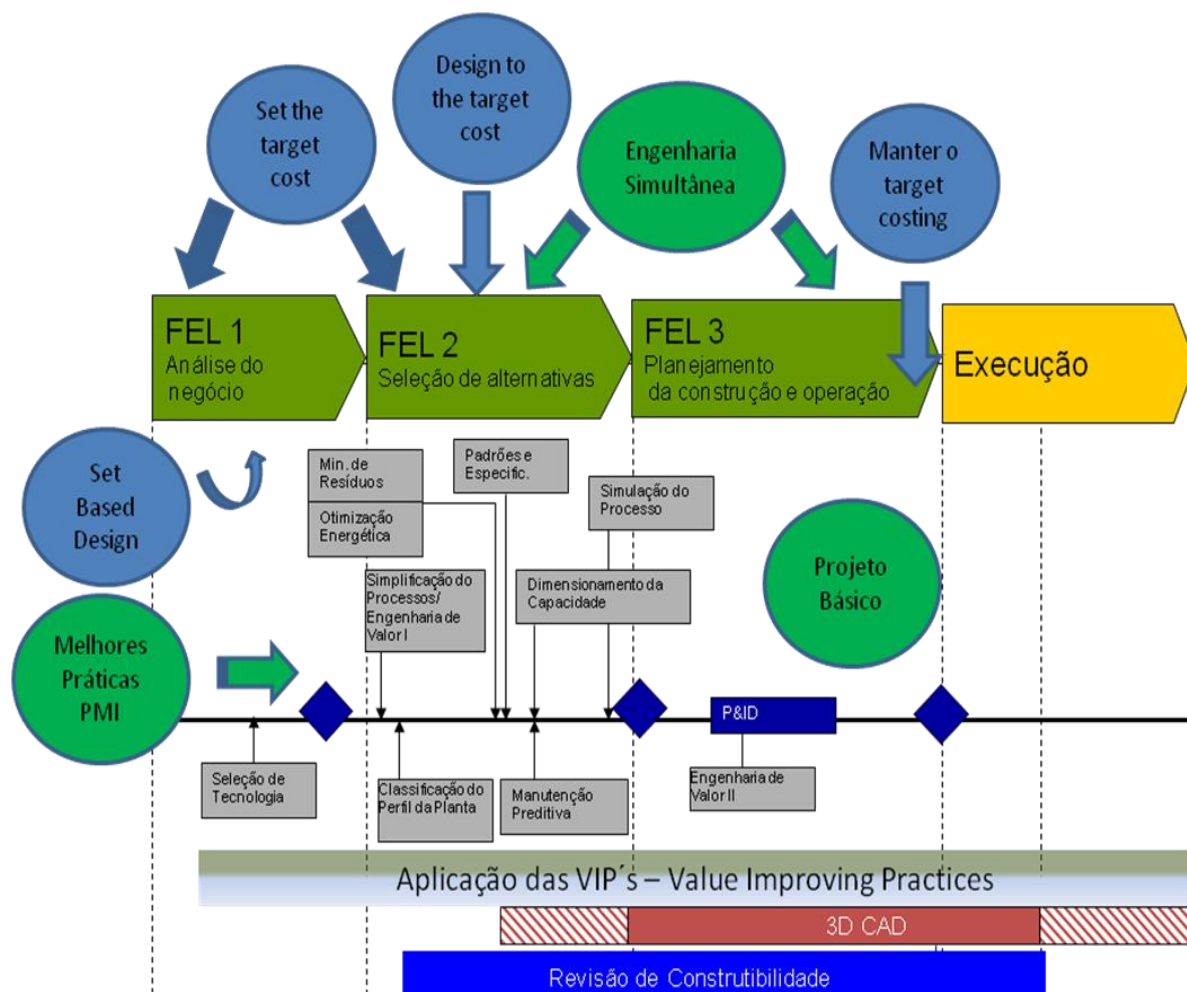 Set the
target
cost
Design to
the target
cost
Engenharia
Simultânea
Manter o
target
costing
FEL 1
Análise do
negócio
FEL 2
Seleção de alternativas
FEL 3
Planejamento
da construção e operação
Execução
Set
Based
Design
Melhores
Práticas
PMI
Min. de
Resíduos
Otimização
Energética
Padrões e
Especific.
Simulação do
Processo
Simplificação do
Processos/
Engenharia de
Valor I
Dimensionamento da
Capacidade
Projeto
Básico
P&ID
Seleção de
Tecnologia
Classificação do
Perfil da Planta
Manutenção
Preditiva
Engenharia de
Valor II
Aplicação das VIP´s – Value Improving Practices
3D CAD
Revisão de Construtibilidade